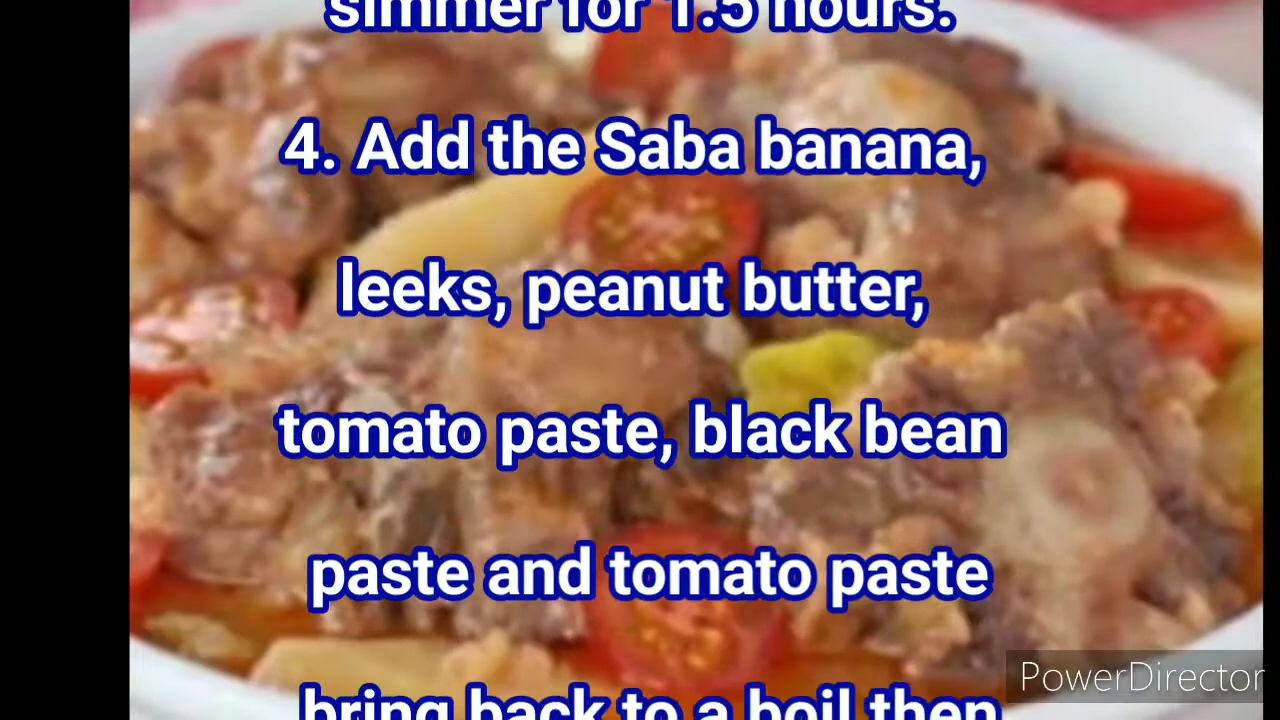 simmer for 1.5 hours.
4. Add the Saba banana,
leeks, peanut butter,
tomato paste, black bean
paste and tomato paste
bring back to a boil then
PowerDirector